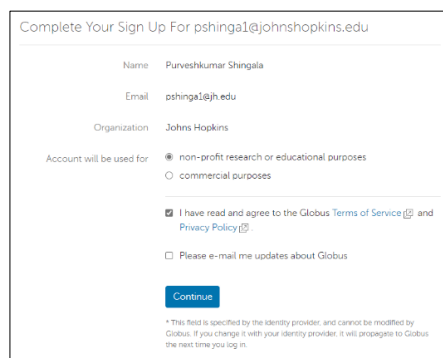 Complete Your Sign Up For pshinga1@johnshopkins.edu
Name Purveshkumar Shingala
Email pshinga1@jh.edu
Organization Johns Hopkins
Account will be used for non-profit research or educational purposes
commercial purposes
I have read and agree to the Globus Terms of Service and
Privacy Policy.
Please e-mail me updates about Globus
Continue
* This field is specified by the identity provider, and cannot be modified by
Globus. If you change it with your identity provider, it will propagate to Globus
the next time you log in.